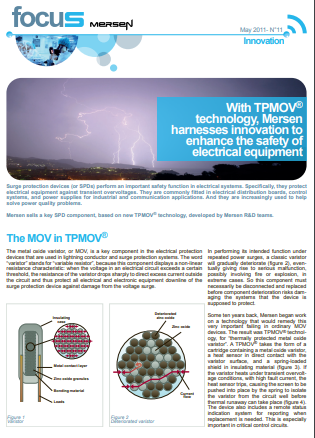 focus MERSEN
May 2011- N°11
Innovation
With TPMOV®
technology, Mersen
harnesses innovation to
enhance the safety of
electrical equipment
Surge protection devices (or SPDs) perform an important safety function in electrical systems. Specifically, they protect
electrical equipment against transient overvoltages. They are commonly fitted in electrical distribution boards, control
systems, and power supplies for industrial and communication applications. And they are increasingly used to help
solve power quality problems.
Mersen sells a key SPD component, based on new TPMOV® technology, developed by Mersen R&D teams.
The MOV in TPMOV®
The metal oxide varistor, or MOV, is a key element in the electrical protection
devices that are used in lightning conductor and surge protection systems. The word
"varistor" stands for "variable resistor", because this component displays a non-linear
resistance characteristic: when the voltage in an electrical circuit exceeds a certain
threshold, the resistance of the varistor drops sharply to direct excess current outside
the circuit and thus protect all electrical and electronic equipment downline of the
surge protection device against damage from the voltage surge.
Insulating
case
Metal contact layer
Zinc oxide granules
Bonding material
Leads
Figure 1
Varistor
Deteriorated
zinc oxide
Zinc oxide
Current
flow
Figure 2
Deteriorated varistor
In performing its intended function under
repeated power surges, a classic varistor
will gradually deteriorate (figure 2), even-
tually giving rise to serious malfunction,
possibly involving fire or explosion, in
extreme cases. So this component must
necessarily be disconnected and replaced
before component deterioration risks dam-
aging the systems that the device is
supposed to protect.
Some ten years back, Mersen began work
on a technology that would remedy this
very important failing in ordinary MOV
devices. The result was TPMOV® technol-
ogy, for "thermally protected metal oxide
varistor". A TPMOV® takes the form of a
cartridge containing a metal oxide varistor,
a heat sensor in direct contact with the
varistor surface, and a spring-loaded
shield in insulating material (figure 3). If
the varistor heats under transient overvolt-
age conditions, with high fault current, the
heat sensor trips, causing the screen to be
pushed into place by the spring to isolate
the varistor from the circuit well before
thermal runaway can take place (figure 4).
The device also includes a remote status
indication system for reporting when
replacement is needed. This is especially
important in critical control circuits.